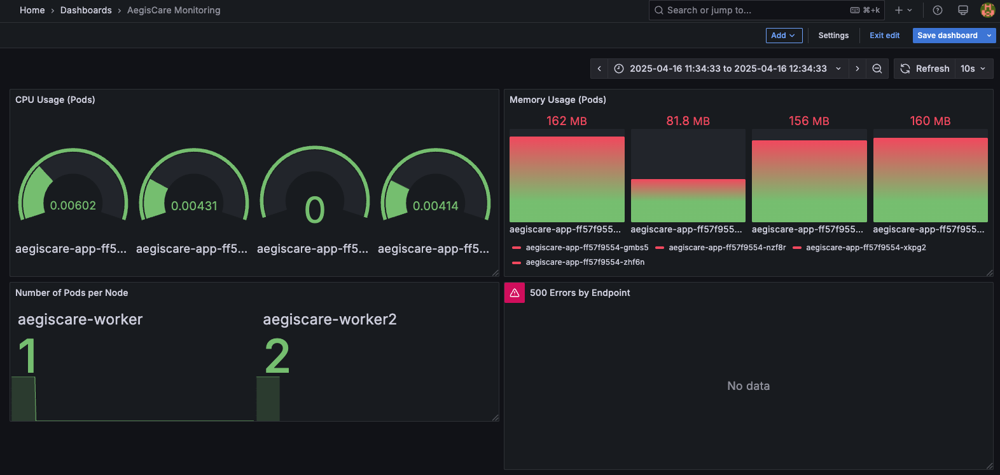 Home › Dashboards › AegisCare Monitoring
Search or jump to... ⌘+k
Add Settings Exit edit Save dashboard
2025-04-16 11:34:33 to 2025-04-16 12:34:33 Refresh 10s
CPU Usage (Pods)
0.00602 0.00431 0 0.00414
aegiscare-app-ff5... aegiscare-app-ff5... aegiscare-app-ff5... aegiscare-app-ff5...
Memory Usage (Pods)
162 MB 81.8 MB 156 MB 160 MB
aegiscare-app-ff57f955... aegiscare-app-ff57f955... aegiscare-app-ff57f955... aegiscare-app-ff57f955...
aegiscare-app-ff57f9554-gmbs5 aegiscare-app-ff57f9554-nzf8r aegiscare-app-ff57f9554-xkpg2
aegiscare-app-ff57f9554-zhf6n
Number of Pods per Node
aegiscare-worker aegiscare-worker2
1 2
500 Errors by Endpoint
No data